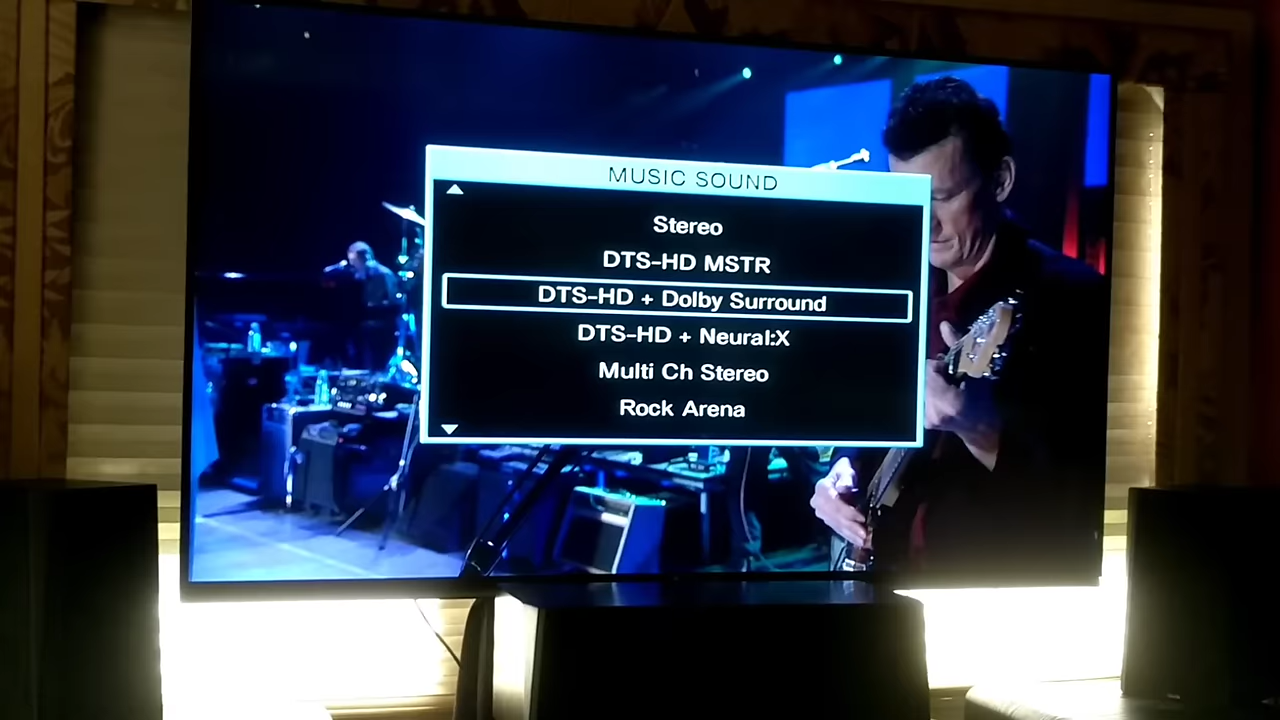 MUSIC SOUND
Stereo
DTS-HD MSTR
DTS-HD + Dolby Surround
DTS-HD + Neural:X
Multi Ch Stereo
Rock Arena